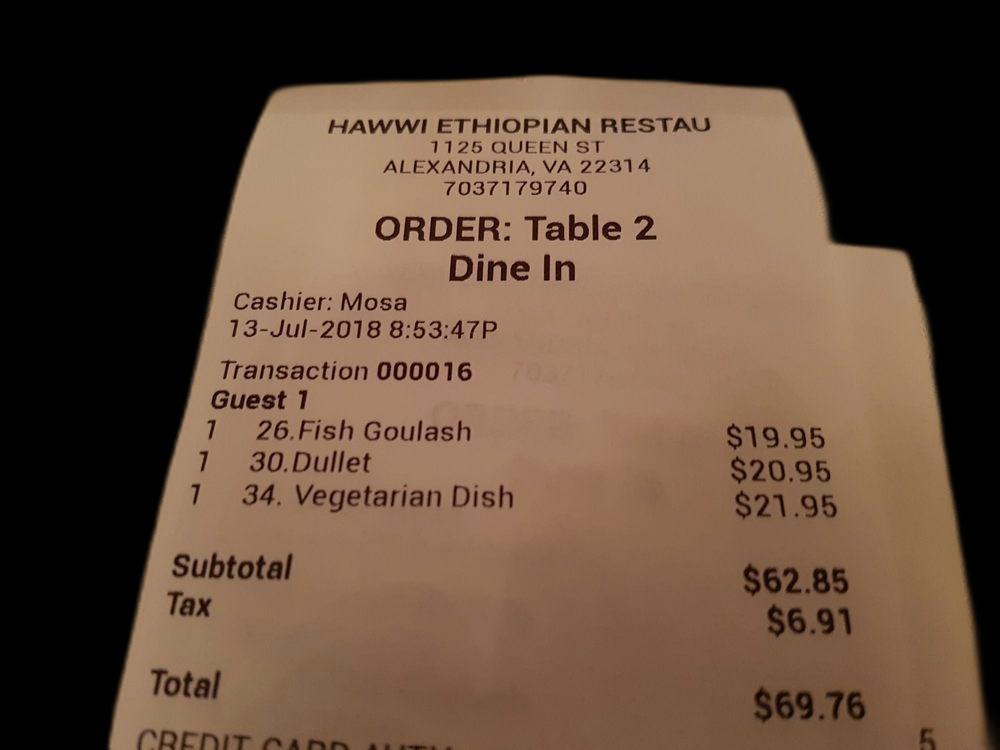 HAWWI ETHIOPIAN RESTAU
1125 QUEEN ST
ALEXANDRIA, VA 22314
7037179740
ORDER: Table 2
Dine In
Cashier: Mosa
13-Jul-2018 8:53:47P
Transaction 000016
Guest 1
1 26.Fish Goulash $19.95
1 30.Dullet $20.95
1 34. Vegetarian Dish $21.95
Subtotal $62.85
Tax $6.91
Total $69.76
CREDIT CARD AUTH 5